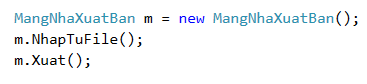 MangNhaXuatBan m = new MangNhaXuatBan();
m.NhapTuFile();
m.Xuat();